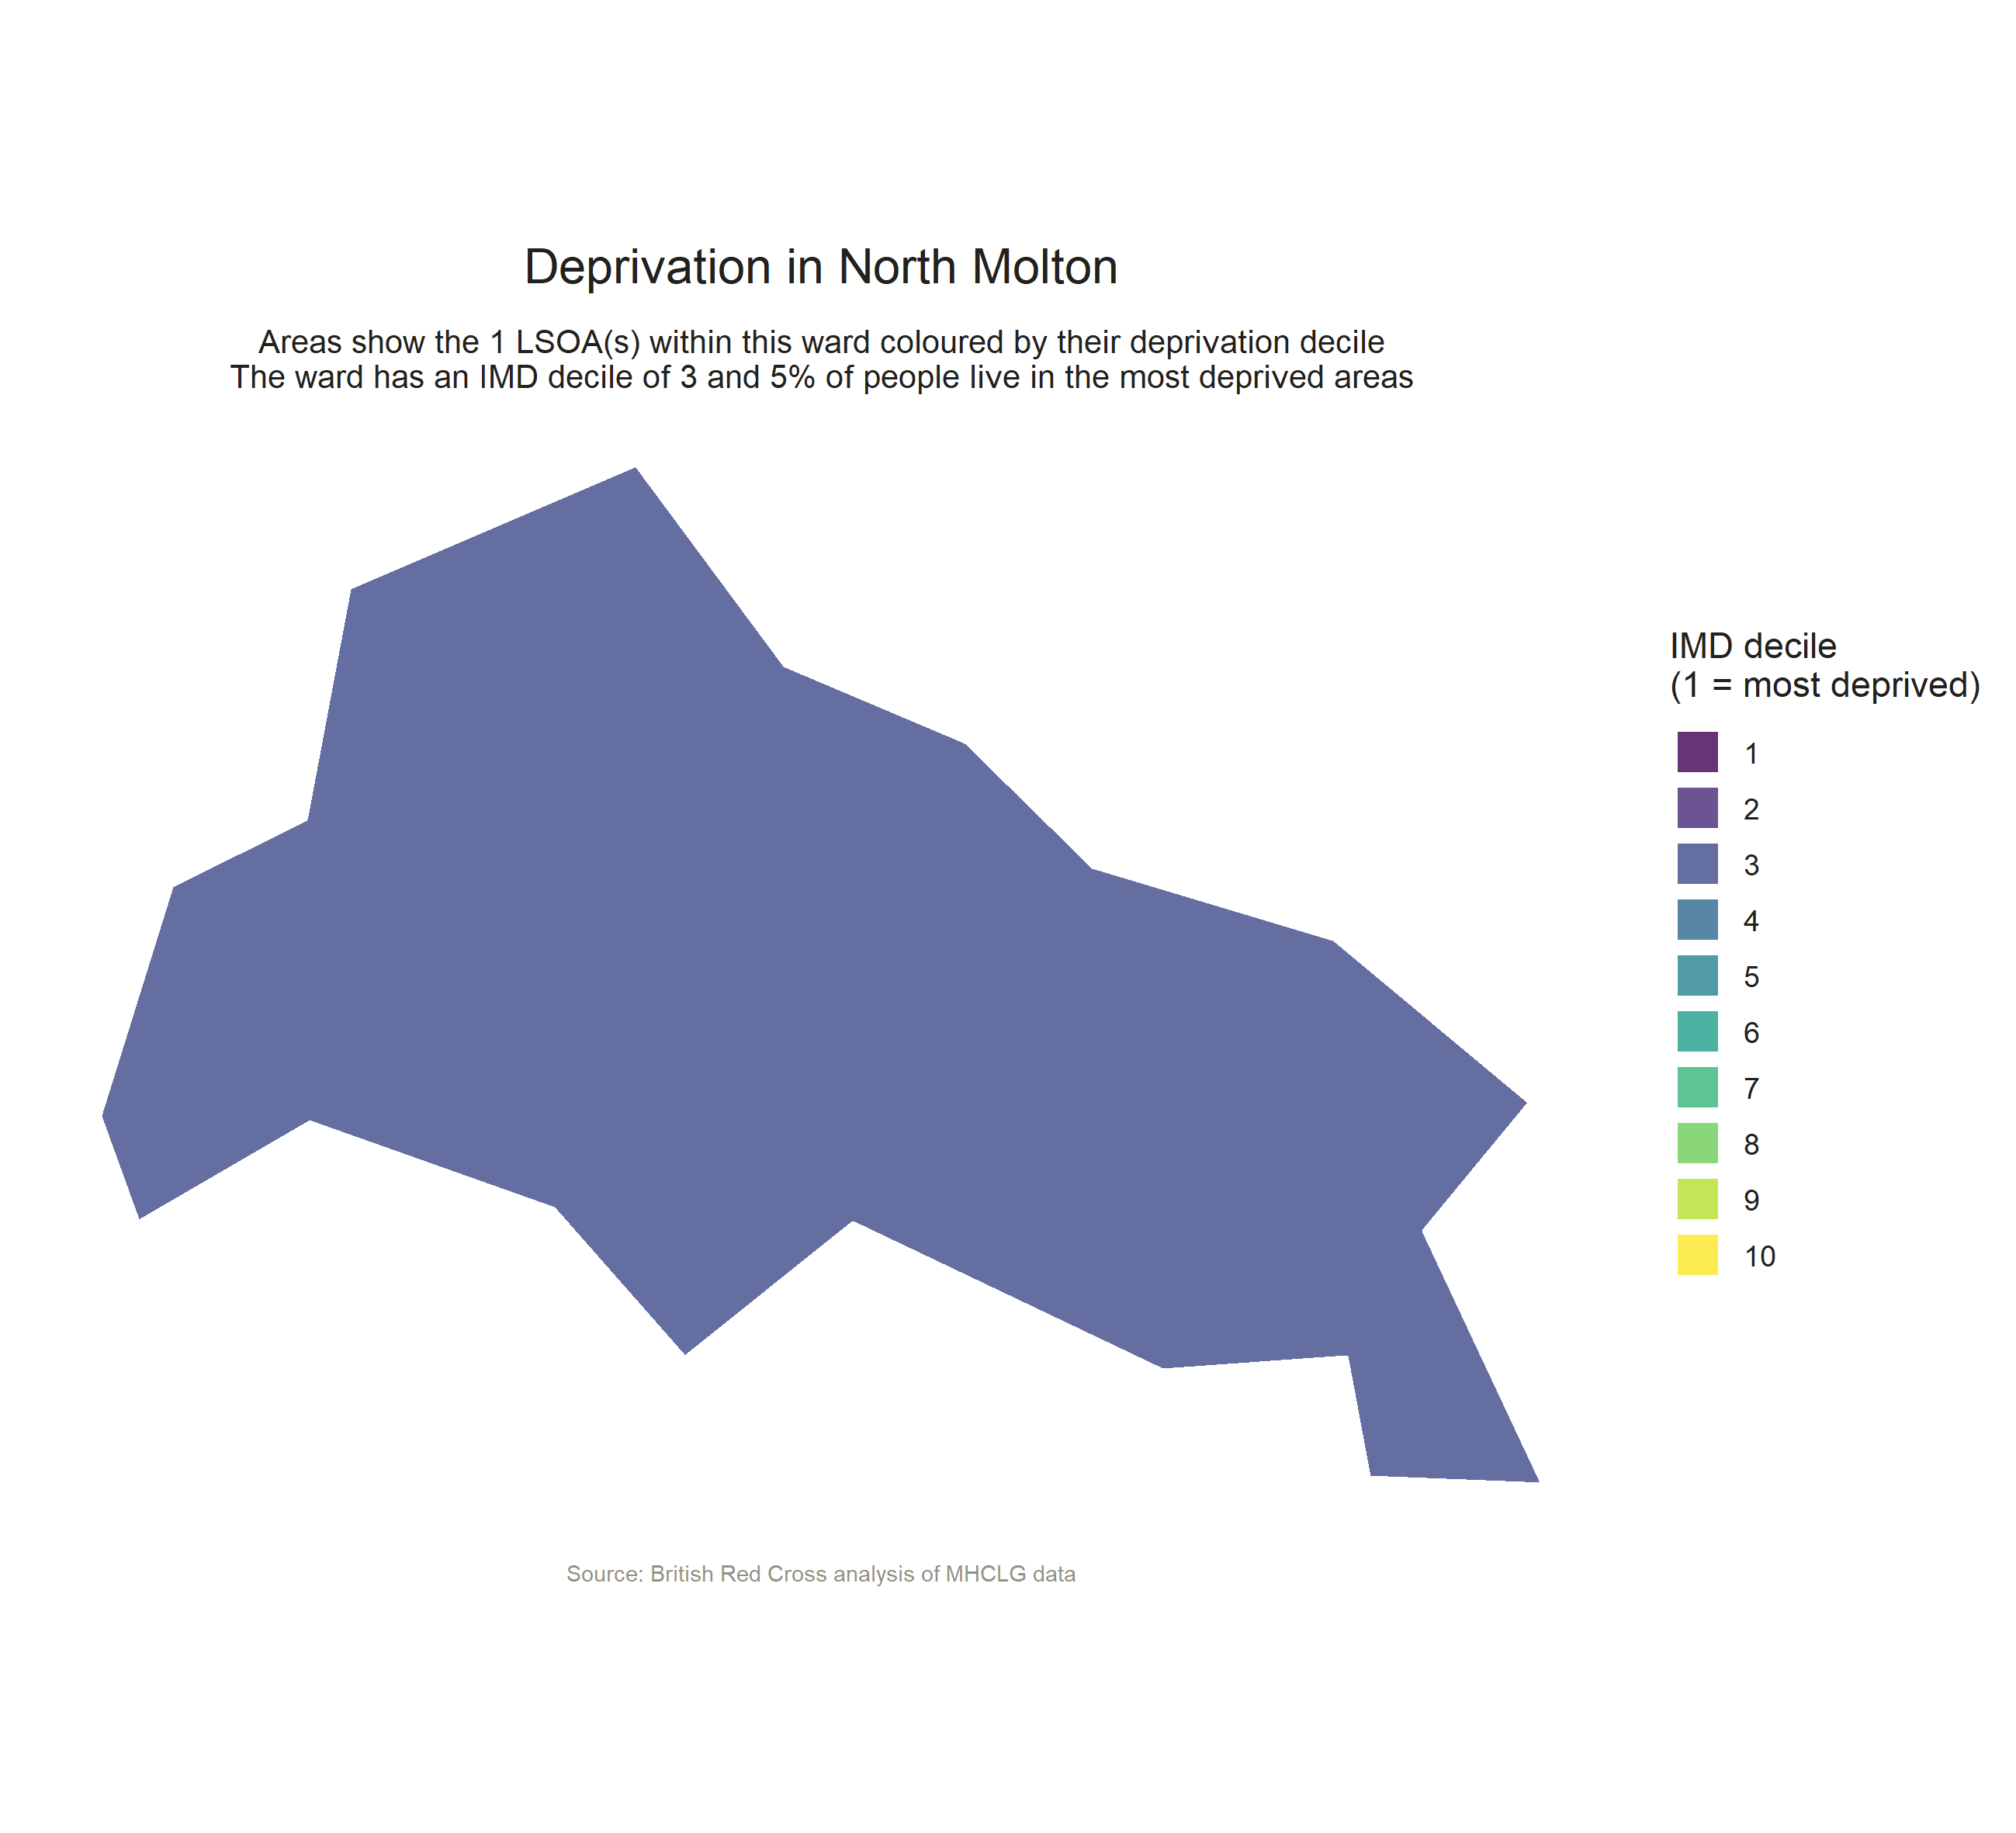 Deprivation in North Molton
Areas show the 1 LSOA(s) within this ward coloured by their deprivation decile
The ward has an IMD decile of 3 and 5% of people live in the most deprived areas
IMD decile
(1 = most deprived)
1
2
3
4
5
6
7
8
9
10
Source: British Red Cross analysis of MHCLG data